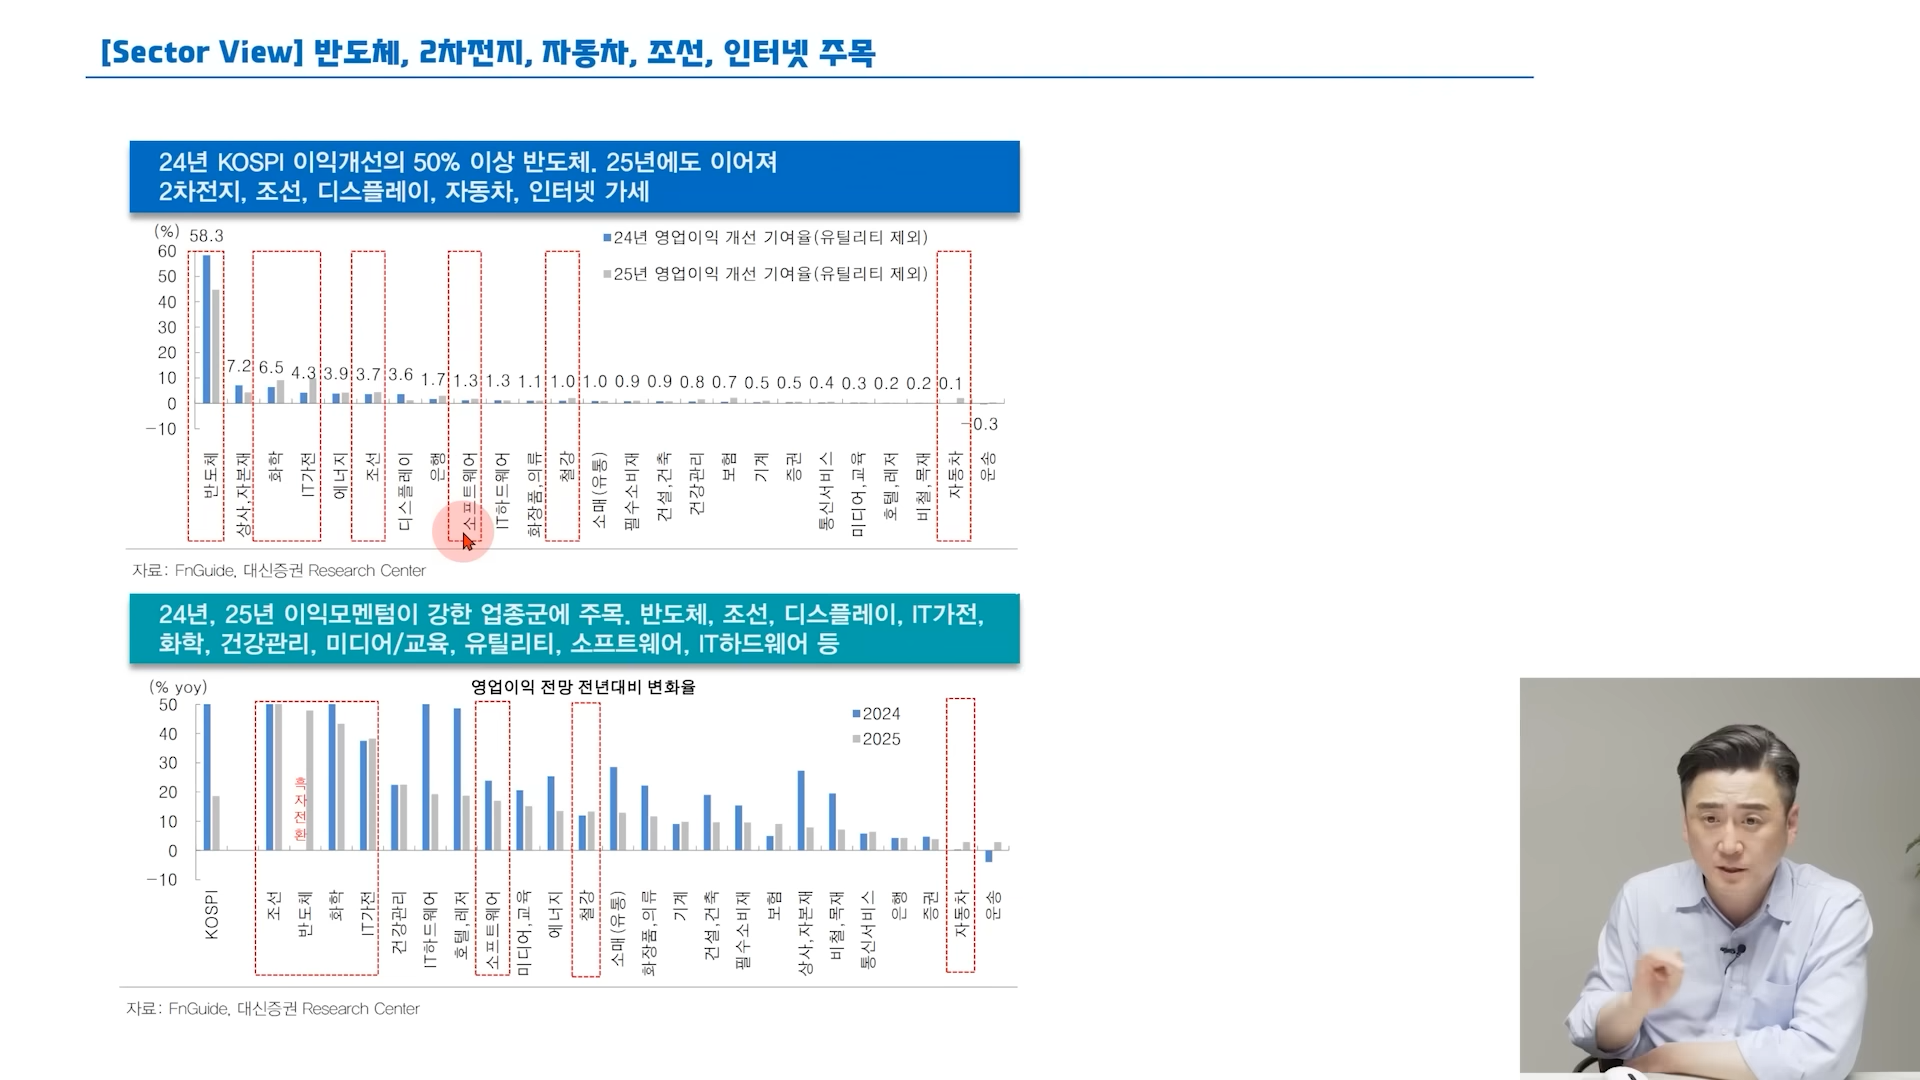 [Sector View] 반도체, 2차전지, 자동차, 조선, 인터넷 주목
24년 KOSPI 이익개선의 50% 이상 반도체. 25년에도 이어져
2차전지, 조선, 디스플레이, 자동차, 인터넷 가세
(%)
58.3
■24년 영업이익 개선 기여율(유틸리티 제외)
■25년 영업이익 개선 기여율(유틸리티 제외)
60
50
40
30
20
10
0
-10
7.2 6.5 4.3 3.9 3.7 3.6 1.7 1.3 1.3 1.1 1.0 1.0 0.9 0.9 0.8 0.7 0.5 0.5 0.4 0.3 0.2 0.2 0.1
-0.3
반도체
상사,자본재
화학
IT가전
에너지
조선
디스플레이
은행
소프트웨어
IT하드웨어
화장품,의류
철강
소매(유통)
필수소비재
건설,건축
건강관리
보험
기계
증권
통신서비스
미디어,교육
호텔,레저
비철,목재
자동차
운송
자료: FnGuide, 대신증권 Research Center
24년, 25년 이익모멘텀이 강한 업종군에 주목. 반도체, 조선, 디스플레이, IT가전,
화학, 건강관리, 미디어/교육, 유틸리티, 소프트웨어, IT하드웨어 등
(% yoy)
영업이익 전망 전년대비 변화율
■2024
■2025
50
40
30
20
10
0
-10
흑
자
전
환
KOSPI
조선
반도체
화학
IT가전
건강관리
IT하드웨어
호텔,레저
소프트웨어
미디어,교육
에너지
철강
소매(유통)
화장품,의류
기계
건설,건축
필수소비재
보험
상사,자본재
비철,목재
통신서비스
은행
증권
자동차
운송
자료: FnGuide, 대신증권 Research Center